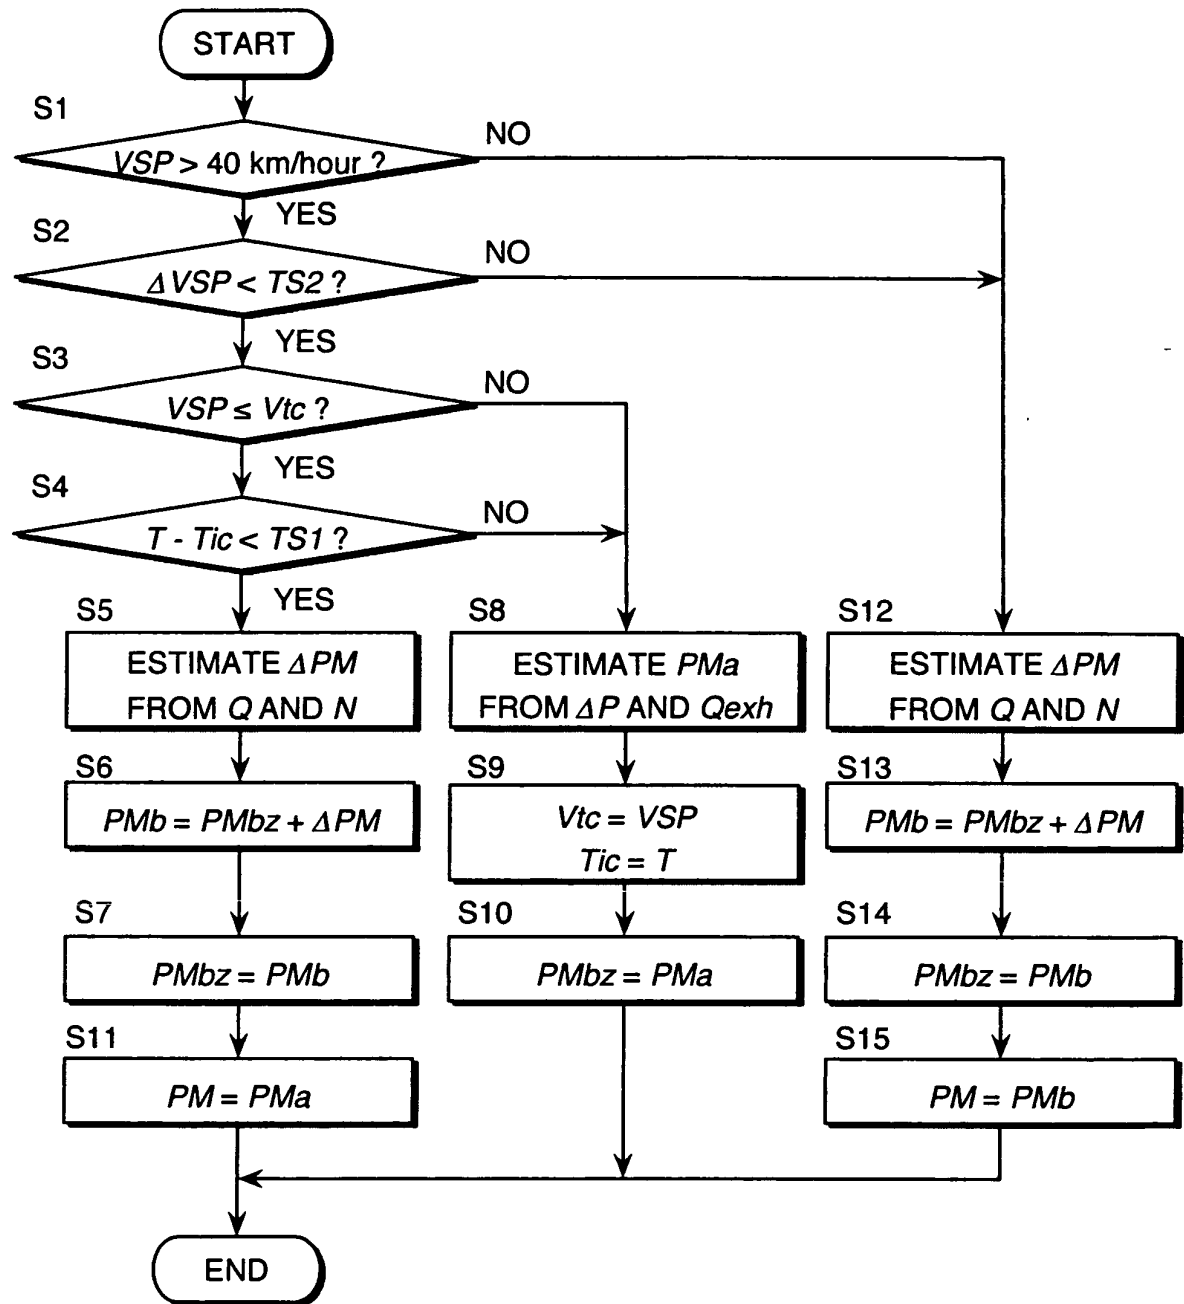 START
S1
VSP > 40 km/hour ?
NO
YES
S2
ΔVSP < TS2 ?
NO
YES
S3
VSP ≤ Vtc ?
NO
YES
S4
T - Tic < TS1 ?
NO
YES
S5
ESTIMATE ΔPM
FROM Q AND N
S6
PMb = PMbz + ΔPM
S7
PMbz = PMb
S11
PM = PMa
S8
ESTIMATE PMa
FROM ΔP AND Qexh
S9
Vtc = VSP
Tic = T
S10
PMbz = PMa
S12
ESTIMATE ΔPM
FROM Q AND N
S13
PMb = PMbz + ΔPM
S14
PMbz = PMb
S15
PM = PMb
END